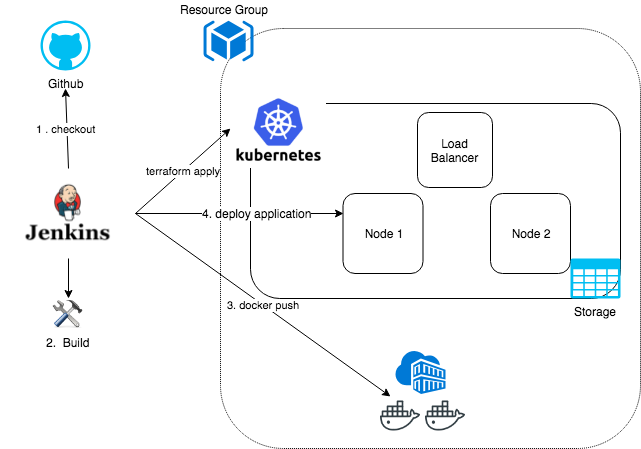 Resource Group
Github
1 . checkout
kubernetes
Load
Balancer
terraform apply
Jenkins
4. deploy application
Node 1
Node 2
3. docker push
Storage
2.  Build